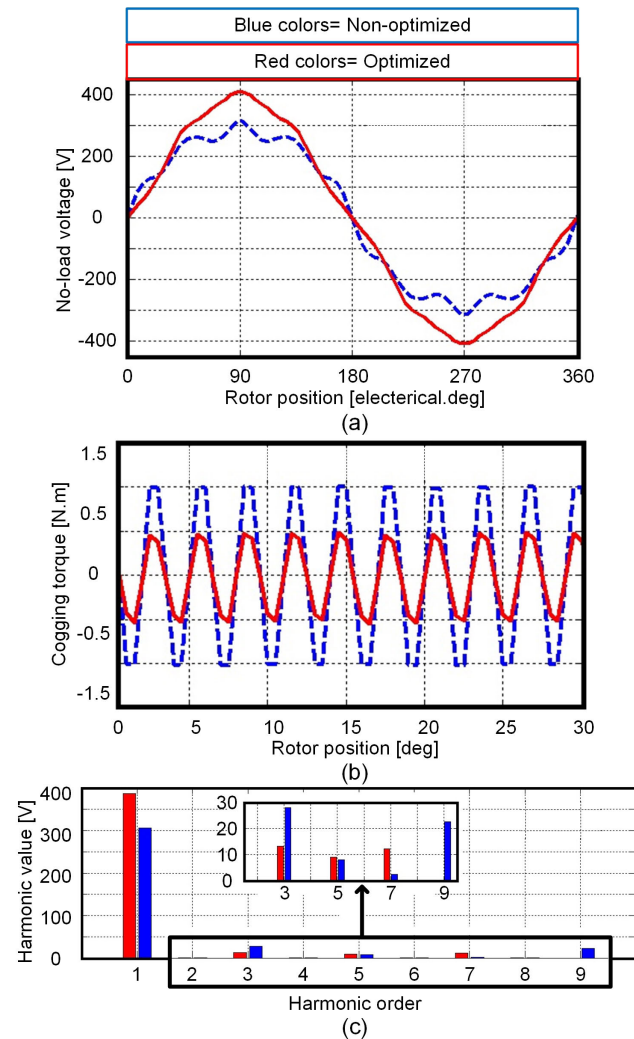 Blue colors= Non-optimized
Red colors= Optimized
No-load voltage [V]
400
200
0
-200
-400
0 90 180 270 360
Rotor position [electerical.deg]
(a)
Cogging torque [N.m]
1.5
0.5
0
-0.5
-1.5
0 5 10 15 20 25 30
Rotor position [deg]
(b)
Harmonic value [V]
400
300
200
100
0
30
20
10
0
3 5 7 9
1 2 3 4 5 6 7 8 9
Harmonic order
(c)